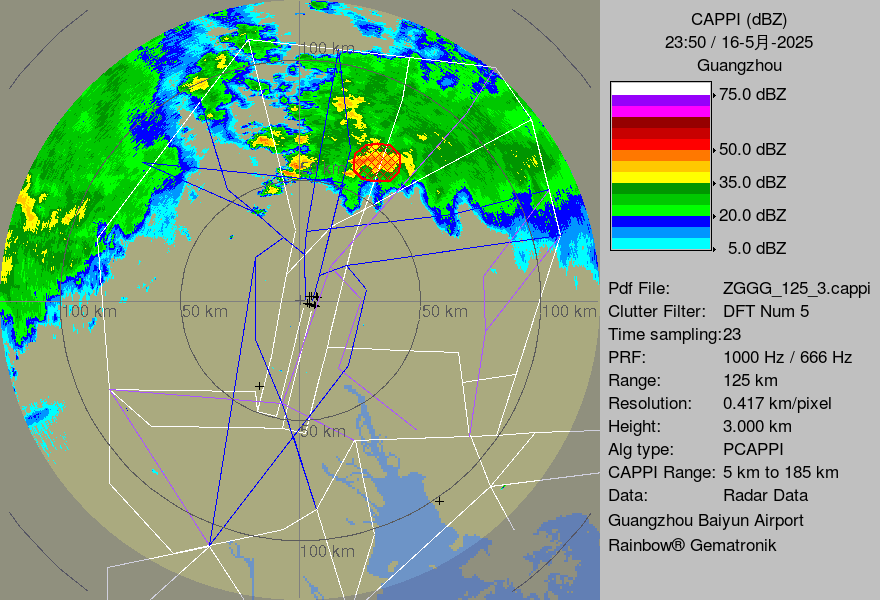 CAPPI (dBZ)
23:50 / 16-5月-2025
Guangzhou
75.0 dBZ
50.0 dBZ
35.0 dBZ
20.0 dBZ
5.0 dBZ
Pdf File: ZGGG_125_3.cappi
Clutter Filter: DFT Num 5
Time sampling:23
PRF: 1000 Hz / 666 Hz
Range: 125 km
Resolution: 0.417 km/pixel
Height: 3.000 km
Alg type: PCAPPI
CAPPI Range: 5 km to 185 km
Data: Radar Data
Guangzhou Baiyun Airport
Rainbow® Gematronik
100 km
100 km
50 km
50 km
100 km
50 km
100 km